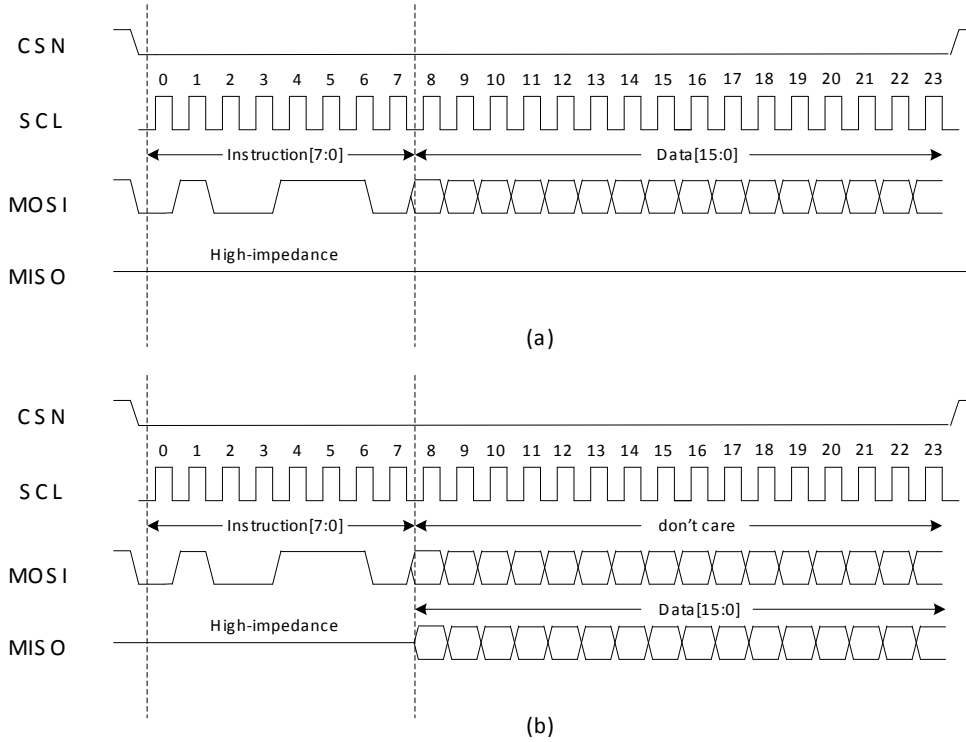 CSN
0 1 2 3 4 5 6 7 8 9 10 11 12 13 14 15 16 17 18 19 20 21 22 23
SCL
Instruction[7:0] Data[15:0]
MOSI
High-impedance
MISO
(a)
CSN
0 1 2 3 4 5 6 7 8 9 10 11 12 13 14 15 16 17 18 19 20 21 22 23
SCL
Instruction[7:0] don't care
MOSI
Data[15:0]
High-impedance
MISO
(b)